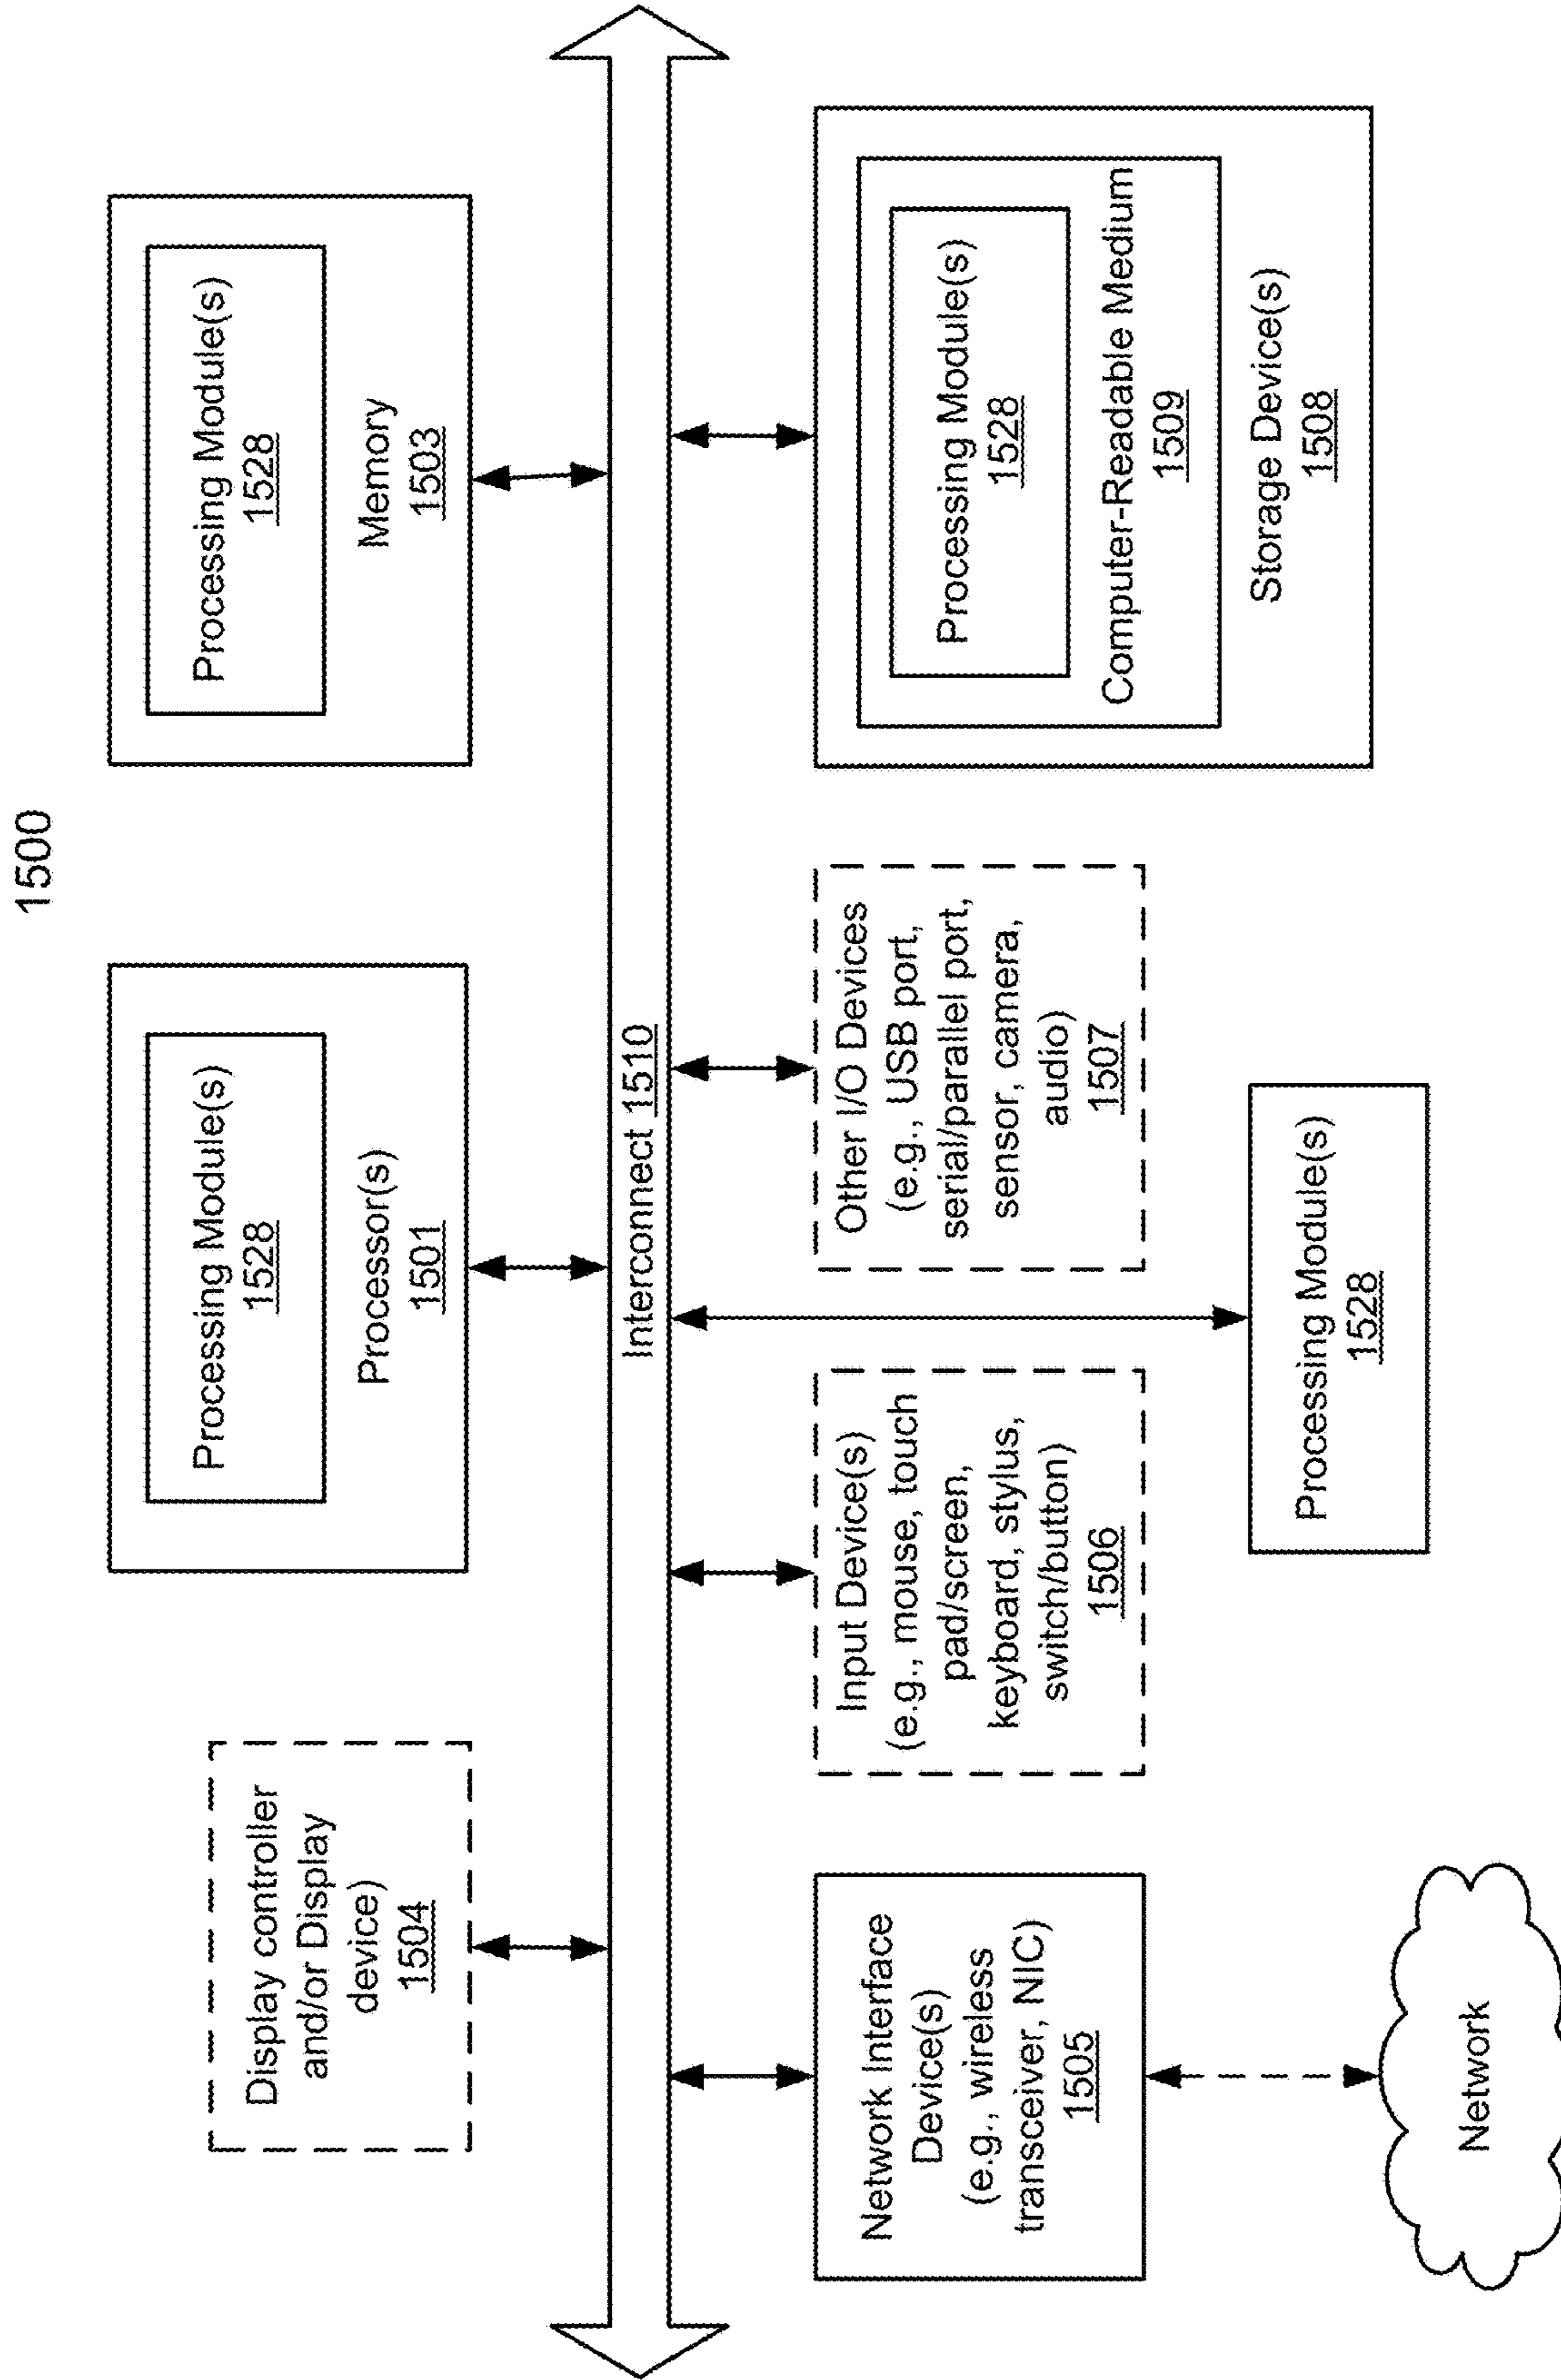 1500
Display controller
and/or Display
device)
1504
Processing Module(s)
1528
Processor(s)
1501
Processing Module(s)
1528
Memory
1503
Interconnect 1510
Network Interface
Device(s)
(e.g., wireless
transceiver, NIC)
1505
Input Device(s)
(e.g., mouse, touch
pad/screen,
keyboard, stylus,
switch/button)
1506
Other I/O Devices
(e.g., USB port,
serial/parallel port,
sensor, camera,
audio)
1507
Processing Module(s)
1528
Computer-Readable Medium
1509
Storage Device(s)
1508
Processing Module(s)
1528
Network